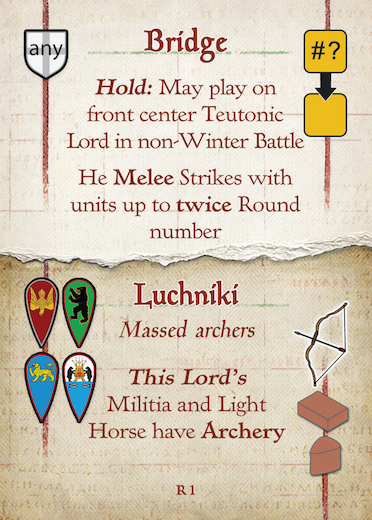 any
Bridge
#?
Hold: May play on
front center Teutonic
Lord in non-Winter Battle
He Melee Strikes with
units up to twice Round
number
Luchniki
Massed archers
This Lord's
Militia and Light
Horse have Archery
R1